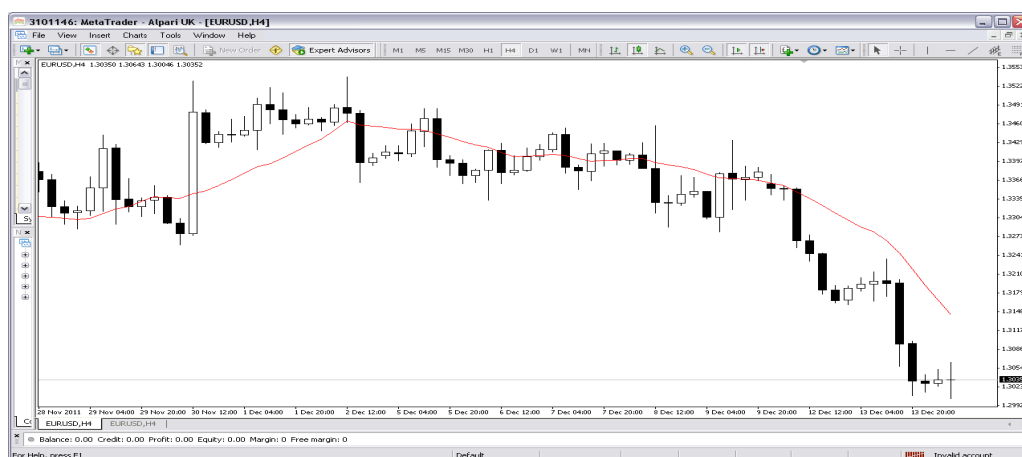 3101146: MetaTrader - Alpari UK - [EURUSD,H4]
File View Insert Charts Tools Window Help
New Order Expert Advisors M1 M5 M15 M30 H1 H4 D1 W1 MN
EURUSD,H4 1.30350 1.30643 1.30046 1.30352
1.3553
1.3522
1.3491
1.3460
1.3429
1.3392
1.3366
1.3335
1.3304
1.3273
1.3241
1.3210
1.3179
1.3148
1.3117
1.3086
1.3054
1.3035
1.3023
1.2992
28 Nov 2011 29 Nov 04:00 29 Nov 20:00 30 Nov 12:00 1 Dec 04:00 1 Dec 20:00 2 Dec 12:00 5 Dec 04:00 5 Dec 20:00 6 Dec 12:00 7 Dec 04:00 7 Dec 20:00 8 Dec 12:00 9 Dec 04:00 9 Dec 20:00 12 Dec 12:00 13 Dec 04:00 13 Dec 20:00
EURUSD,H4 EURUSD,H4
Balance: 0.00 Credit: 0.00 Profit: 0.00 Equity: 0.00 Margin: 0 Free margin: 0
For Help, press F1 Default Invalid account